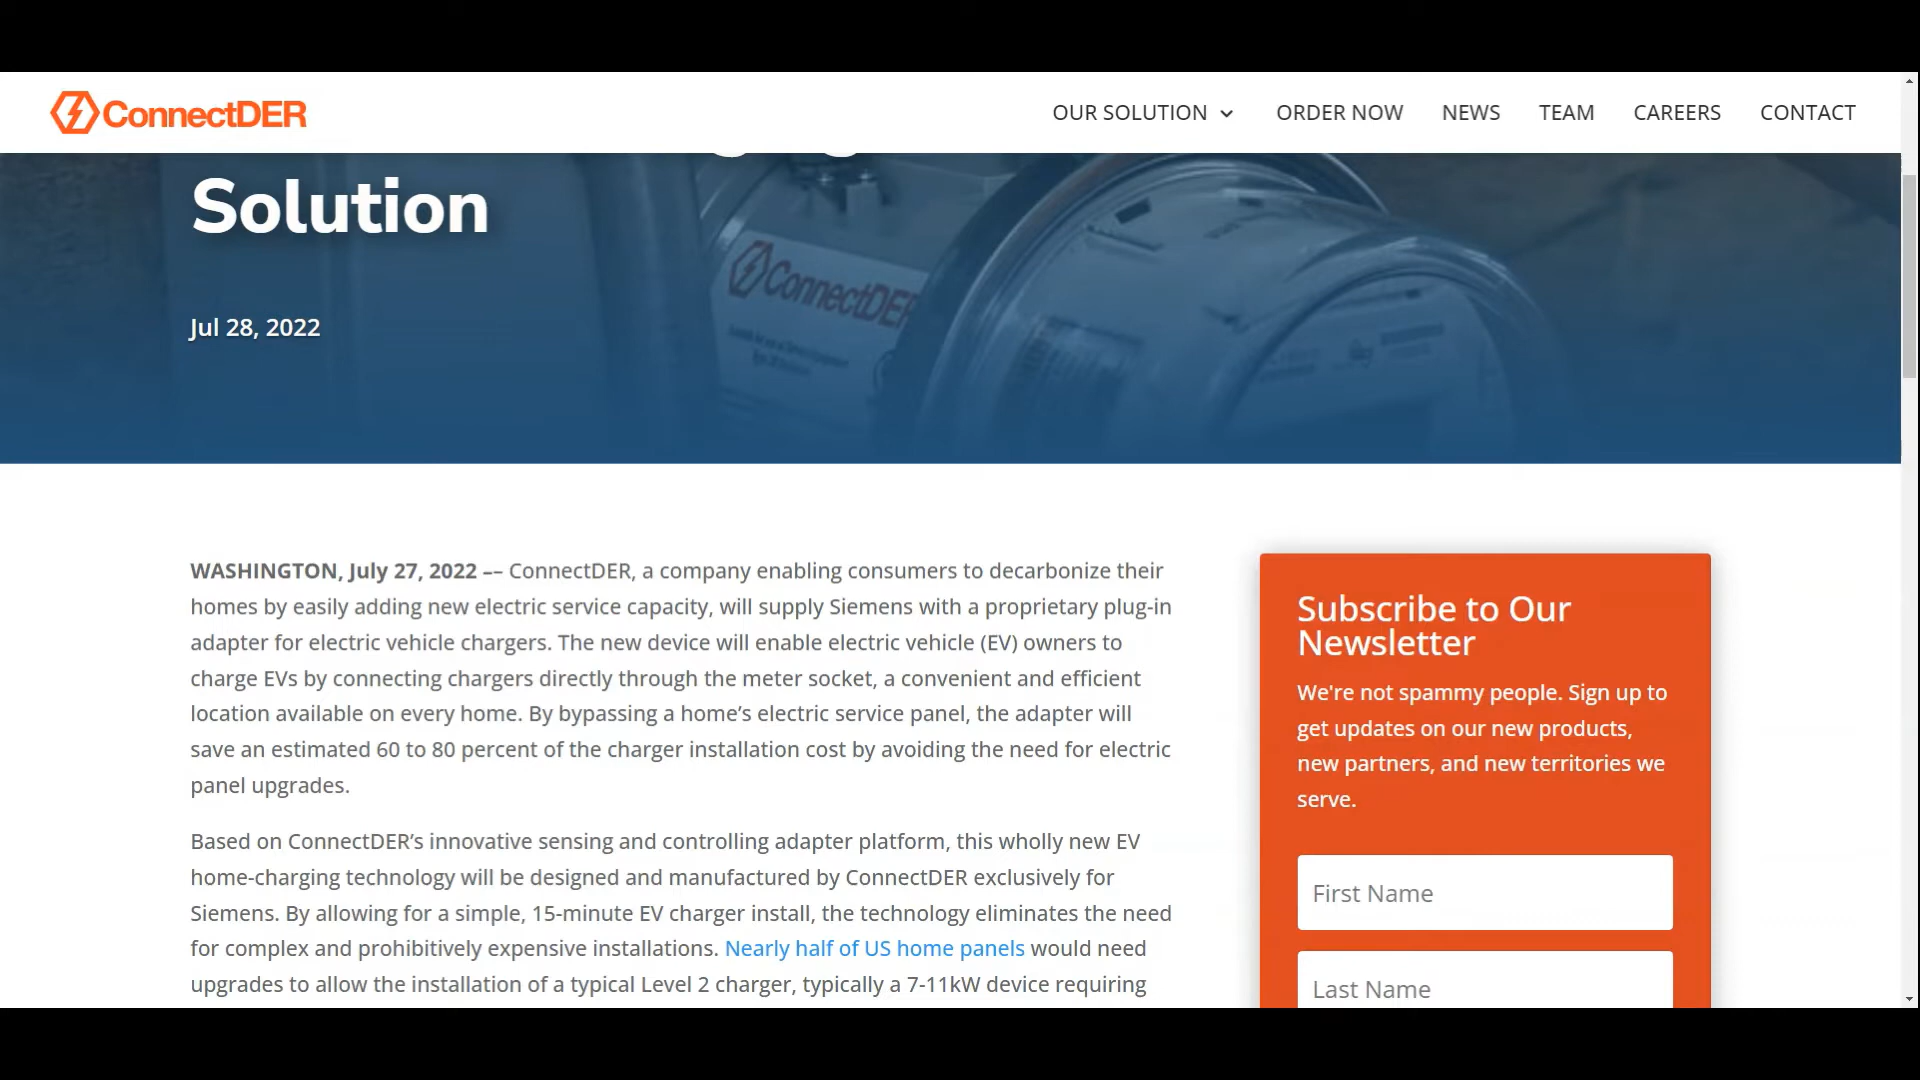 ConnectDER
OUR SOLUTION
ORDER NOW
NEWS
TEAM
CAREERS
CONTACT
Solution
ConnectDER
Jul 28, 2022
WASHINGTON, July 27, 2022 –– ConnectDER, a company enabling consumers to decarbonize their
homes by easily adding new electric service capacity, will supply Siemens with a proprietary plug-in
adapter for electric vehicle chargers. The new device will enable electric vehicle (EV) owners to
charge EVs by connecting chargers directly through the meter socket, a convenient and efficient
location available on every home. By bypassing a home’s electric service panel, the adapter will
save an estimated 60 to 80 percent of the charger installation cost by avoiding the need for electric
panel upgrades.
Based on ConnectDER’s innovative sensing and controlling adapter platform, this wholly new EV
home-charging technology will be designed and manufactured by ConnectDER exclusively for
Siemens. By allowing for a simple, 15-minute EV charger install, the technology eliminates the need
for complex and prohibitively expensive installations. Nearly half of US home panels would need
upgrades to allow the installation of a typical Level 2 charger, typically a 7-11kW device requiring
Subscribe to Our
Newsletter
We're not spammy people. Sign up to
get updates on our new products,
new partners, and new territories we
serve.
First Name
Last Name